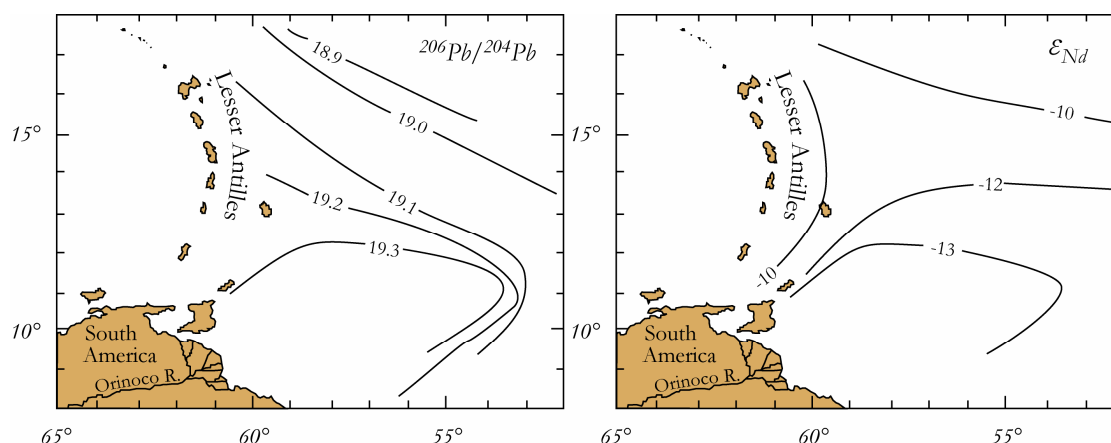 ²⁰⁶Pb/²⁰⁴Pb
18.9
19.0
19.1
19.2
19.3
Lesser Antilles
South
America
Orinoco R.
15°
10°
65°
60°
55°
εNd
-10
-12
-13
-10
Lesser Antilles
South
America
Orinoco R.
15°
10°
65°
60°
55°